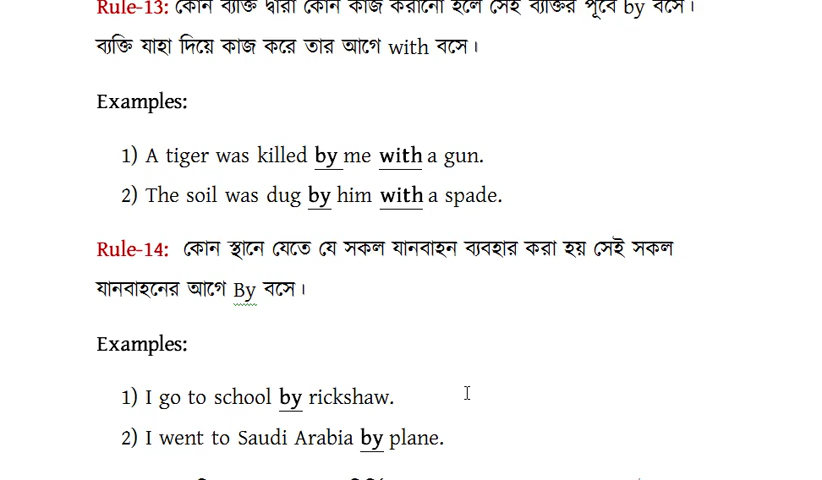 Rule-13: কোন ব্যক্তি দ্বারা কোন কাজ করানো হলে সেই ব্যক্তির পূর্বে by বসে।
ব্যক্তি যাহা দিয়ে কাজ করে তার আগে with বসে।
Examples:
1) A tiger was killed by me with a gun.
2) The soil was dug by him with a spade.
Rule-14: কোন স্থানে যেতে যে সকল যানবাহন ব্যবহার করা হয় সেই সকল
যানবাহনের আগে By বসে।
Examples:
1) I go to school by rickshaw.
2) I went to Saudi Arabia by plane.